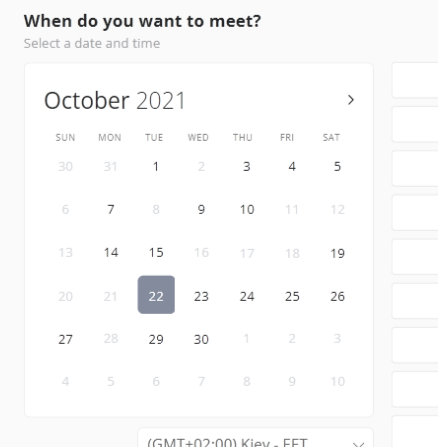 When do you want to meet?
Select a date and time
October 2021
SUN MON TUE WED THU FRI SAT
30 31 1 2 3 4 5
6 7 8 9 10 11 12
13 14 15 16 17 18 19
20 21 22 23 24 25 26
27 28 29 30 1 2 3
4 5 6 7 8 9 10
(GMT+02:00) Kiev - EET